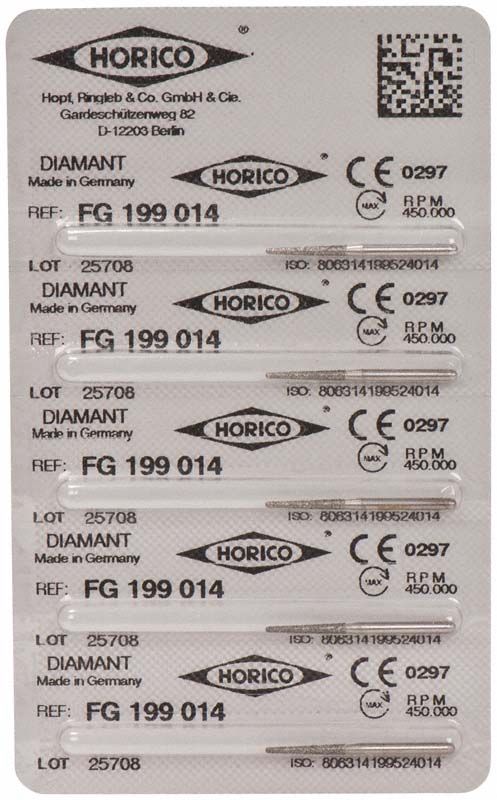 HORICO ®
Hopf, Ringleb & Co. GmbH & Cie.
Gardeschützenweg 82
D-12203 Berlin
DIAMANT HORICO ® CE 0297
Made in Germany MAX RPM
REF: FG 199 014 450.000
LOT 25708 ISO: 806314199524014
DIAMANT HORICO ® CE 0297
Made in Germany MAX RPM
REF: FG 199 014 450.000
LOT 25708 ISO: 806314199524014
DIAMANT HORICO ® CE 0297
Made in Germany MAX RPM
REF: FG 199 014 450.000
LOT 25708 ISO: 806314199524014
DIAMANT HORICO ® CE 0297
Made in Germany MAX RPM
REF: FG 199 014 450.000
LOT 25708 ISO: 806314199524014
DIAMANT HORICO ® CE 0297
Made in Germany MAX RPM
REF: FG 199 014 450.000
LOT 25708 ISO: 806314199524014